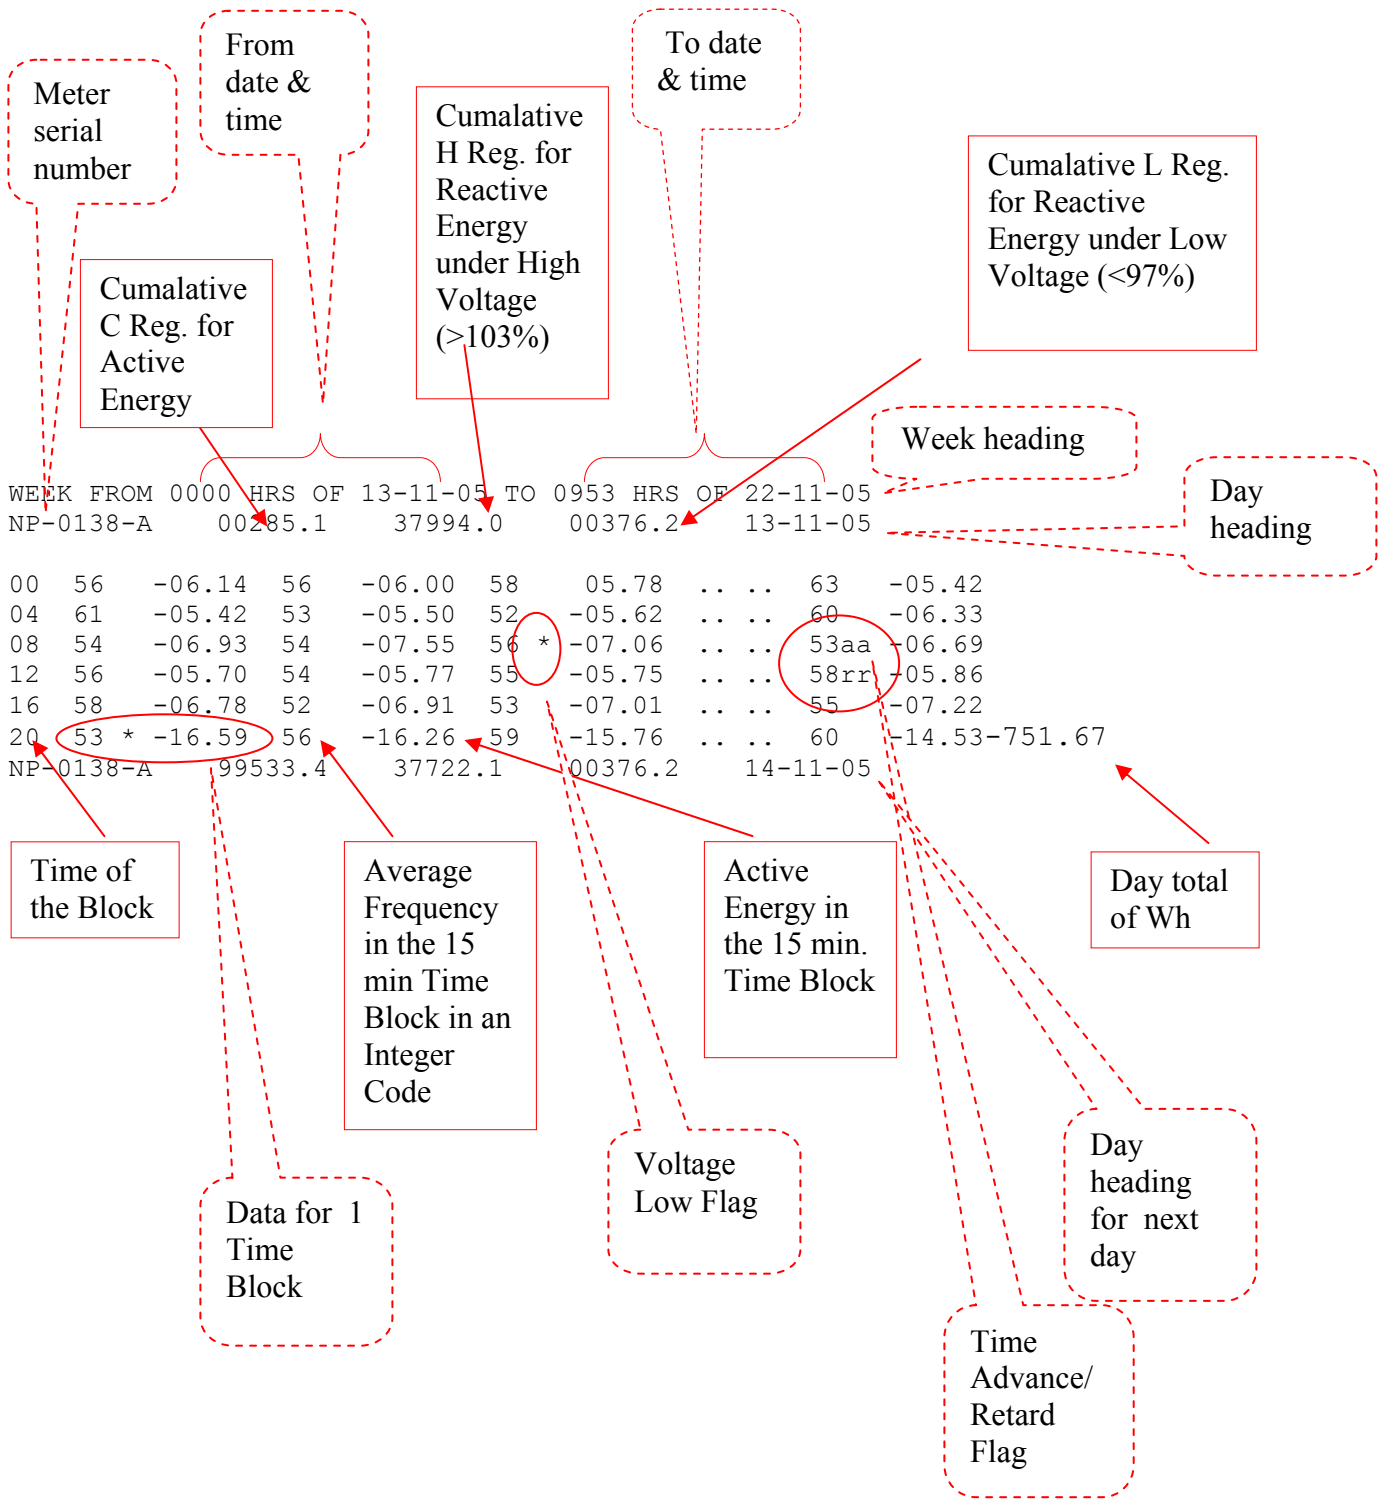 From
date &
time
To date
& time
Meter
serial
number
Cumalative
H Reg. for
Reactive
Energy
under High
Voltage
(>103%)
Cumalative L Reg.
for Reactive
Energy under Low
Voltage (<97%)
Cumalative
C Reg. for
Active
Energy
Week heading
Day
heading
WEEK FROM 0000 HRS OF 13-11-05 TO 0953 HRS OF 22-11-05
NP-0138-A 00285.1 37994.0 00376.2 13-11-05
00 56 -06.14 56 -06.00 58 05.78 .. .. 63 -05.42
04 61 -05.42 53 -05.50 52 -05.62 .. .. 60 -06.33
08 54 -06.93 54 -07.55 56 * -07.06 .. .. 53aa -06.69
12 56 -05.70 54 -05.77 55 -05.75 .. .. 58rr -05.86
16 58 -06.78 52 -06.91 53 -07.01 .. .. 55 -07.22
20 53 * -16.59 56 -16.26 59 -15.76 .. .. 60 -14.53-751.67
NP-0138-A 99533.4 37722.1 00376.2 14-11-05
Time of
the Block
Average
Frequency
in the 15
min Time
Block in an
Integer
Code
Active
Energy in
the 15 min.
Time Block
Day total
of Wh
Data for 1
Time
Block
Voltage
Low Flag
Day
heading
for next
day
Time
Advance/
Retard
Flag